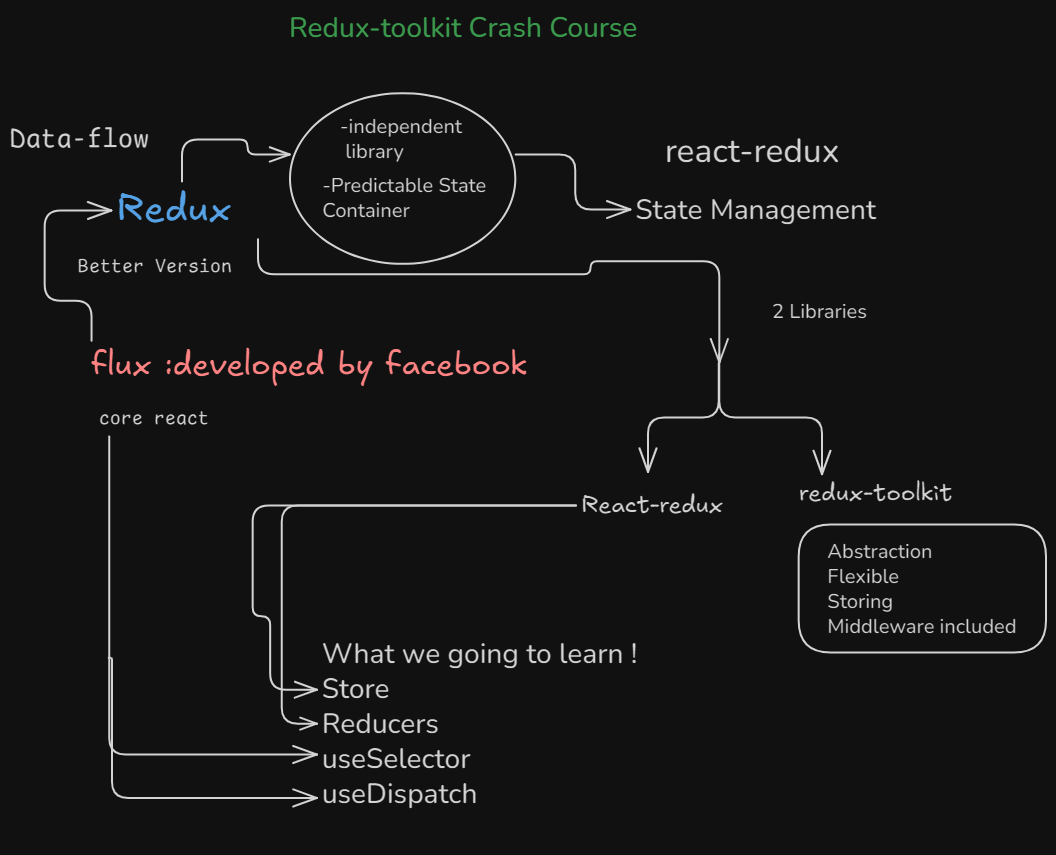 Redux-toolkit Crash Course
Data-flow
-independent
library
-Predictable State
Container
react-redux
State Management
Redux
Better Version
2 Libraries
flux :developed by facebook
core react
React-redux
redux-toolkit
Abstraction
Flexible
Storing
Middleware included
What we going to learn !
Store
Reducers
useSelector
useDispatch